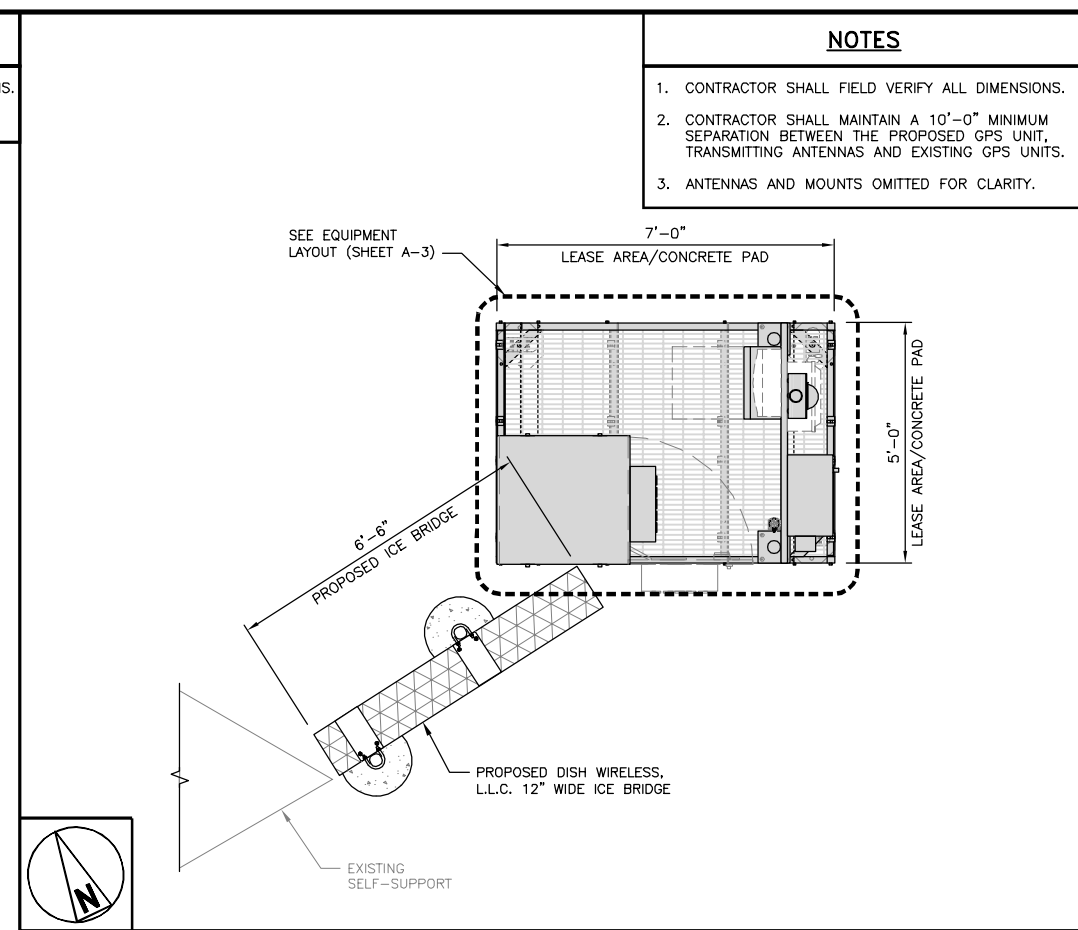 NS.
NOTES
1. CONTRACTOR SHALL FIELD VERIFY ALL DIMENSIONS.
2. CONTRACTOR SHALL MAINTAIN A 10'-0" MINIMUM
SEPARATION BETWEEN THE PROPOSED GPS UNIT,
TRANSMITTING ANTENNAS AND EXISTING GPS UNITS.
3. ANTENNAS AND MOUNTS OMITTED FOR CLARITY.
SEE EQUIPMENT
LAYOUT (SHEET A-3)
7'-0"
LEASE AREA/CONCRETE PAD
5'-0"
LEASE AREA/CONCRETE PAD
6'-6"
PROPOSED ICE BRIDGE
PROPOSED DISH WIRELESS,
L.L.C. 12" WIDE ICE BRIDGE
EXISTING
SELF-SUPPORT
N